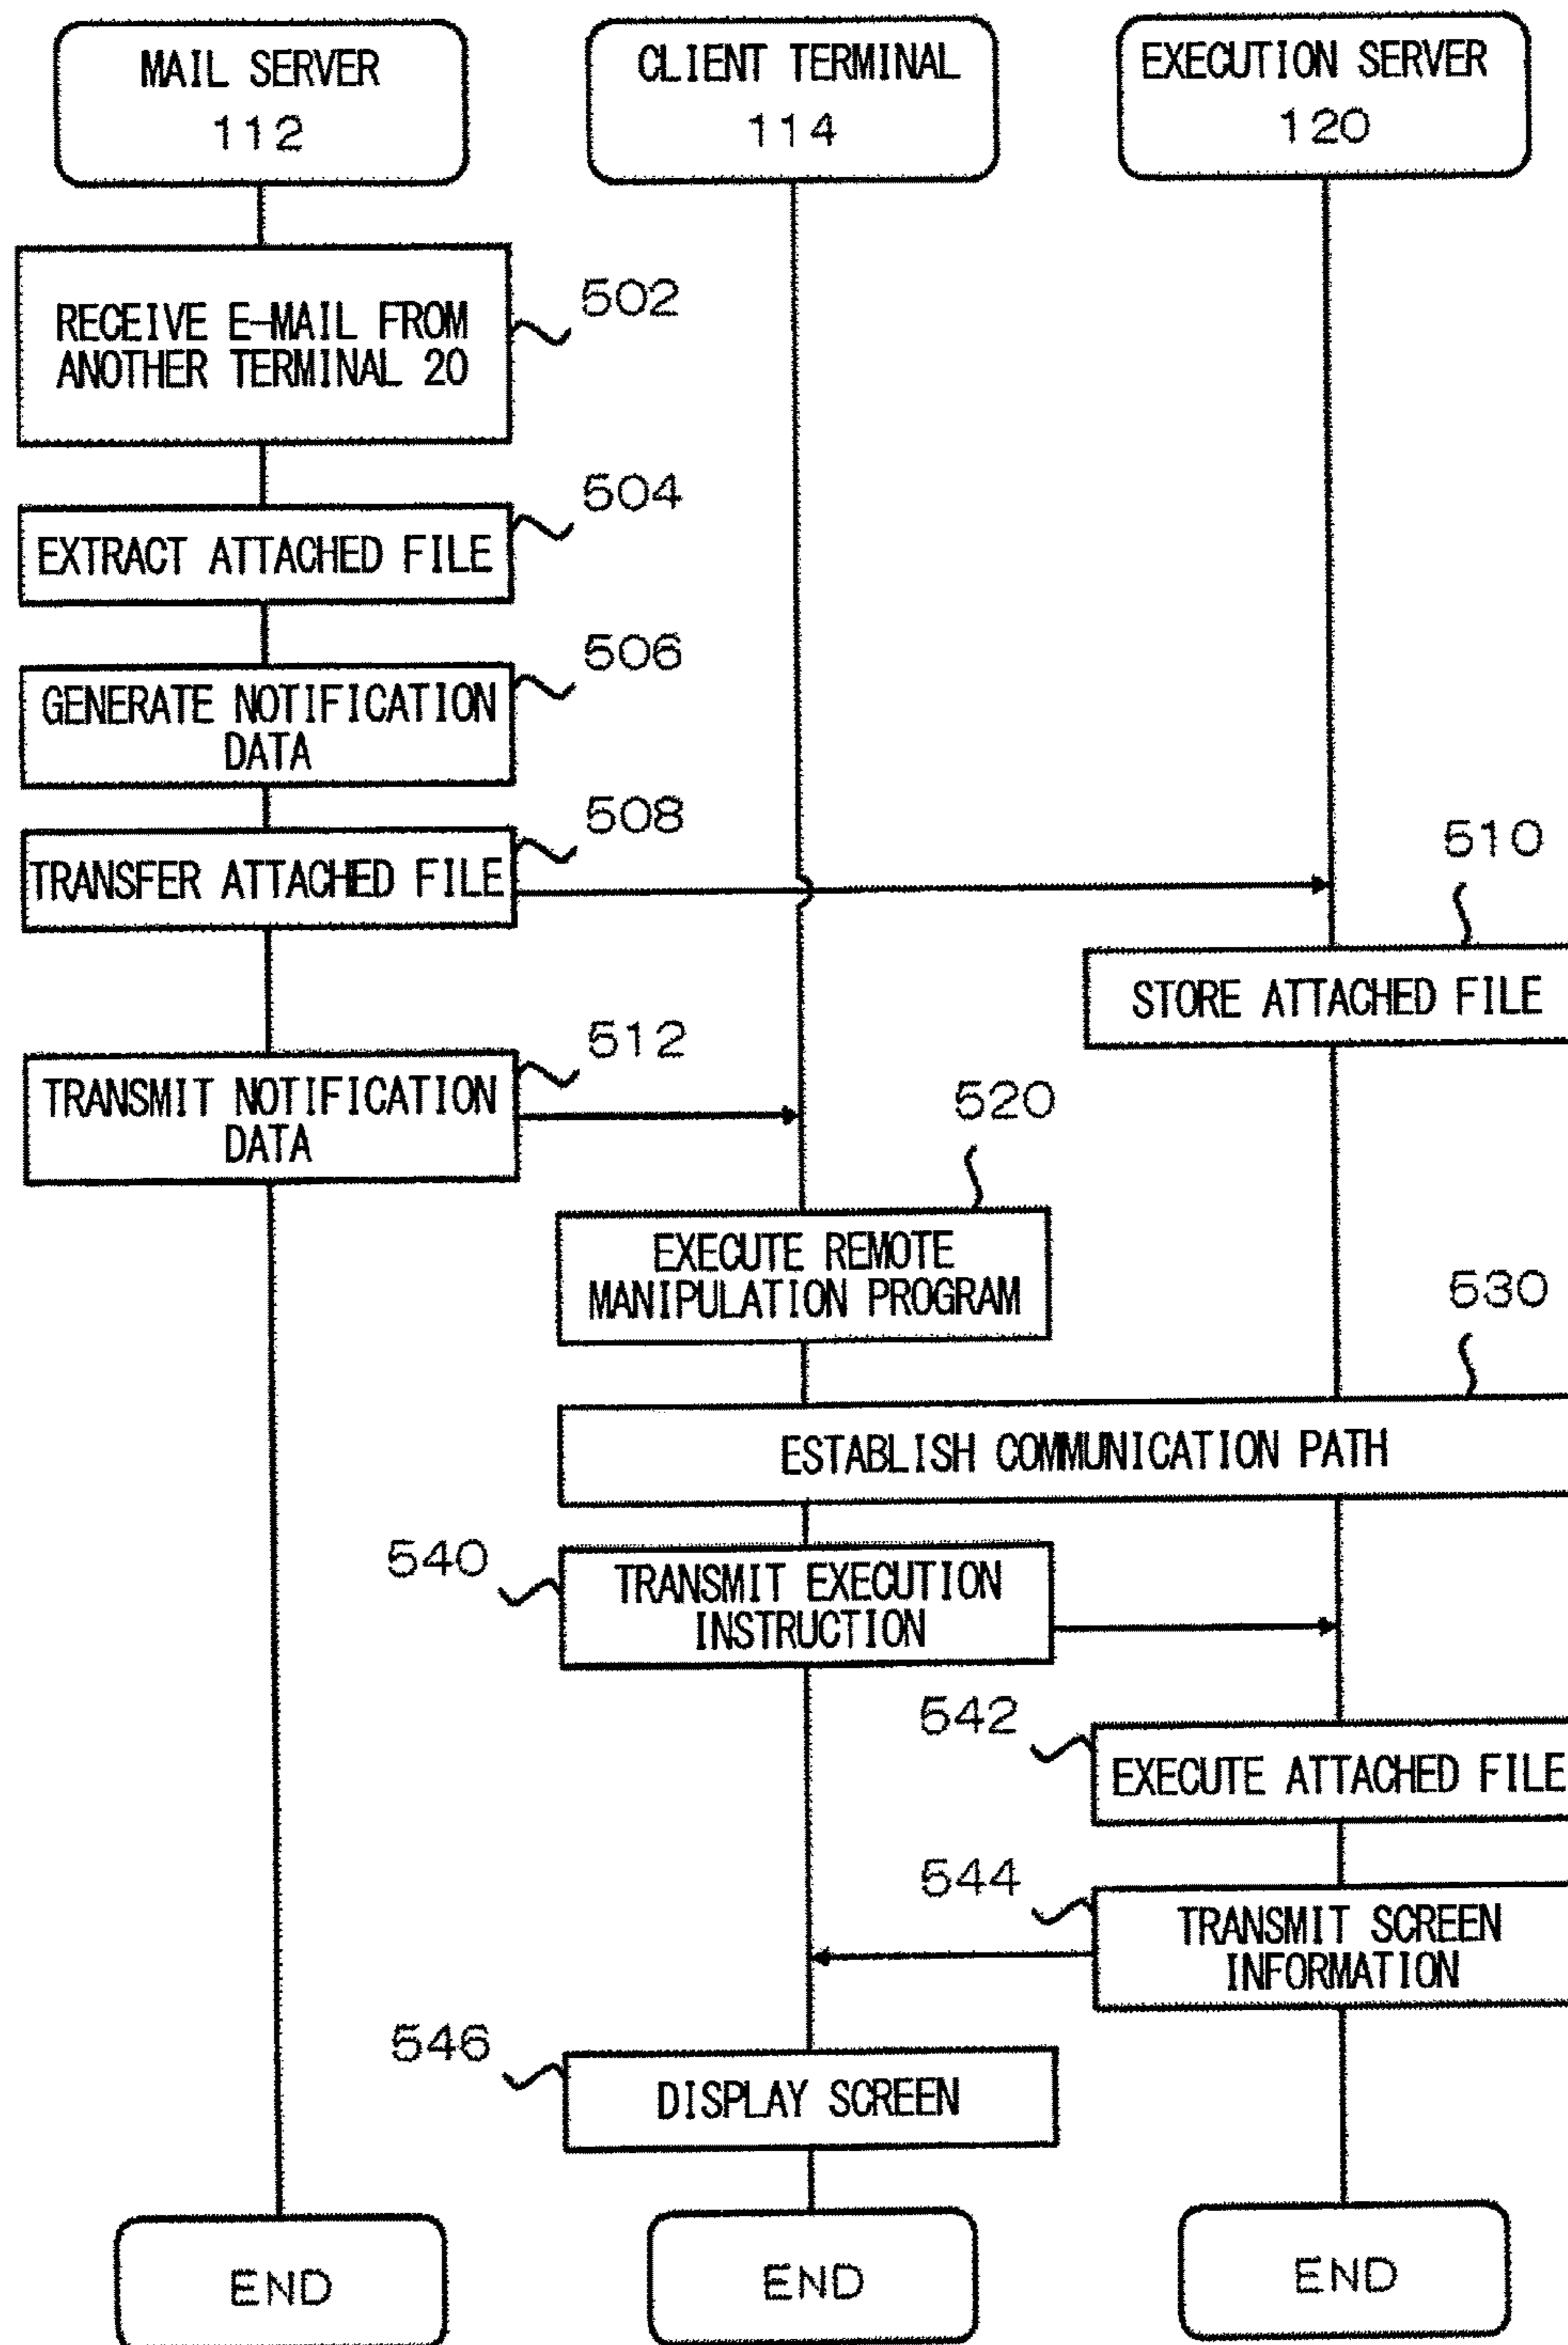 MAIL SERVER
112
CLIENT TERMINAL
114
EXECUTION SERVER
120
RECEIVE E-MAIL FROM
ANOTHER TERMINAL 20
502
EXTRACT ATTACHED FILE
504
GENERATE NOTIFICATION
DATA
506
TRANSFER ATTACHED FILE
508
STORE ATTACHED FILE
510
TRANSMIT NOTIFICATION
DATA
512
EXECUTE REMOTE
MANIPULATION PROGRAM
520
ESTABLISH COMMUNICATION PATH
530
540
TRANSMIT EXECUTION
INSTRUCTION
542
EXECUTE ATTACHED FILE
544
TRANSMIT SCREEN
INFORMATION
546
DISPLAY SCREEN
END
END
END